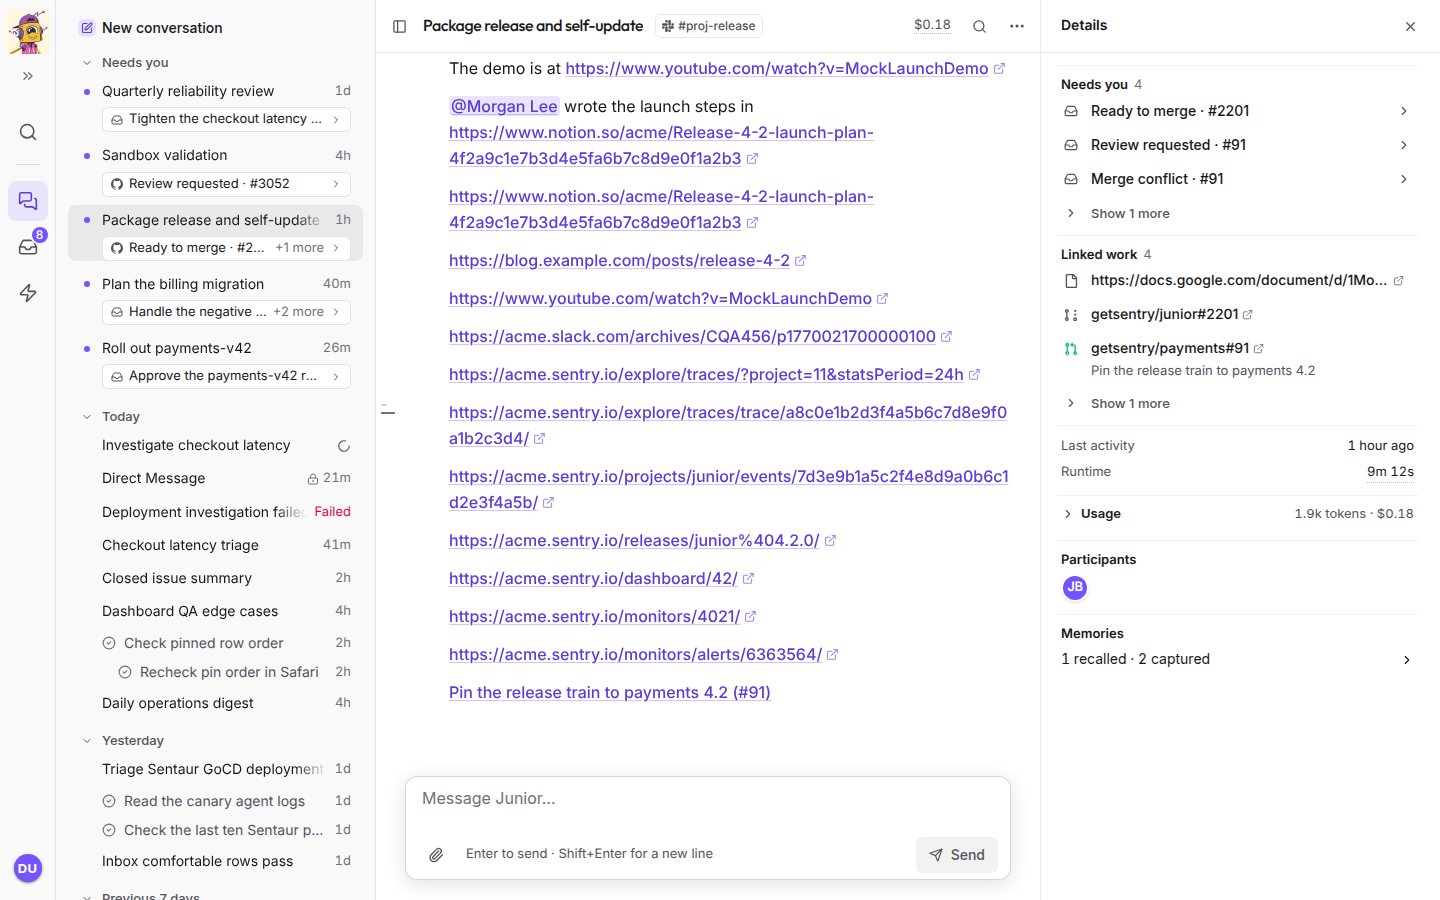 New conversation
Needs you
Quarterly reliability review 1d
Tighten the checkout latency ...
Sandbox validation 4h
Review requested · #3052
Package release and self-update 1h
Ready to merge · #2... +1 more
Plan the billing migration 40m
Handle the negative ... +2 more
Roll out payments-v42 26m
Approve the payments-v42 r...
Today
Investigate checkout latency
Direct Message 21m
Deployment investigation failed Failed
Checkout latency triage 41m
Closed issue summary 2h
Dashboard QA edge cases 4h
Check pinned row order 2h
Recheck pin order in Safari 2h
Daily operations digest 4h
Yesterday
Triage Sentaur GoCD deployment 1d
Read the canary agent logs 1d
Check the last ten Sentaur p... 1d
Inbox comfortable rows pass 1d
Previous 7 days
8
DU
Package release and self-update #proj-release $0.18
The demo is at https://www.youtube.com/watch?v=MockLaunchDemo
@Morgan Lee wrote the launch steps in
https://www.notion.so/acme/Release-4-2-launch-plan-
4f2a9c1e7b3d4e5fa6b7c8d9e0f1a2b3
https://www.notion.so/acme/Release-4-2-launch-plan-
4f2a9c1e7b3d4e5fa6b7c8d9e0f1a2b3
https://blog.example.com/posts/release-4-2
https://www.youtube.com/watch?v=MockLaunchDemo
https://acme.slack.com/archives/CQA456/p1770021700000100
https://acme.sentry.io/explore/traces/?project=11&statsPeriod=24h
https://acme.sentry.io/explore/traces/trace/a8c0e1b2d3f4a5b6c7d8e9f0
a1b2c3d4/
https://acme.sentry.io/projects/junior/events/7d3e9b1a5c2f4e8d9a0b6c1
d2e3f4a5b/
https://acme.sentry.io/releases/junior%404.2.0/
https://acme.sentry.io/dashboard/42/
https://acme.sentry.io/monitors/4021/
https://acme.sentry.io/monitors/alerts/6363564/
Pin the release train to payments 4.2 (#91)
Message Junior...
Enter to send · Shift+Enter for a new line
Send
Details
Needs you 4
Ready to merge · #2201
Review requested · #91
Merge conflict · #91
Show 1 more
Linked work 4
https://docs.google.com/document/d/1Mo...
getsentry/junior#2201
getsentry/payments#91
Pin the release train to payments 4.2
Show 1 more
Last activity 1 hour ago
Runtime 9m 12s
Usage 1.9k tokens · $0.18
Participants
JB
Memories
1 recalled · 2 captured